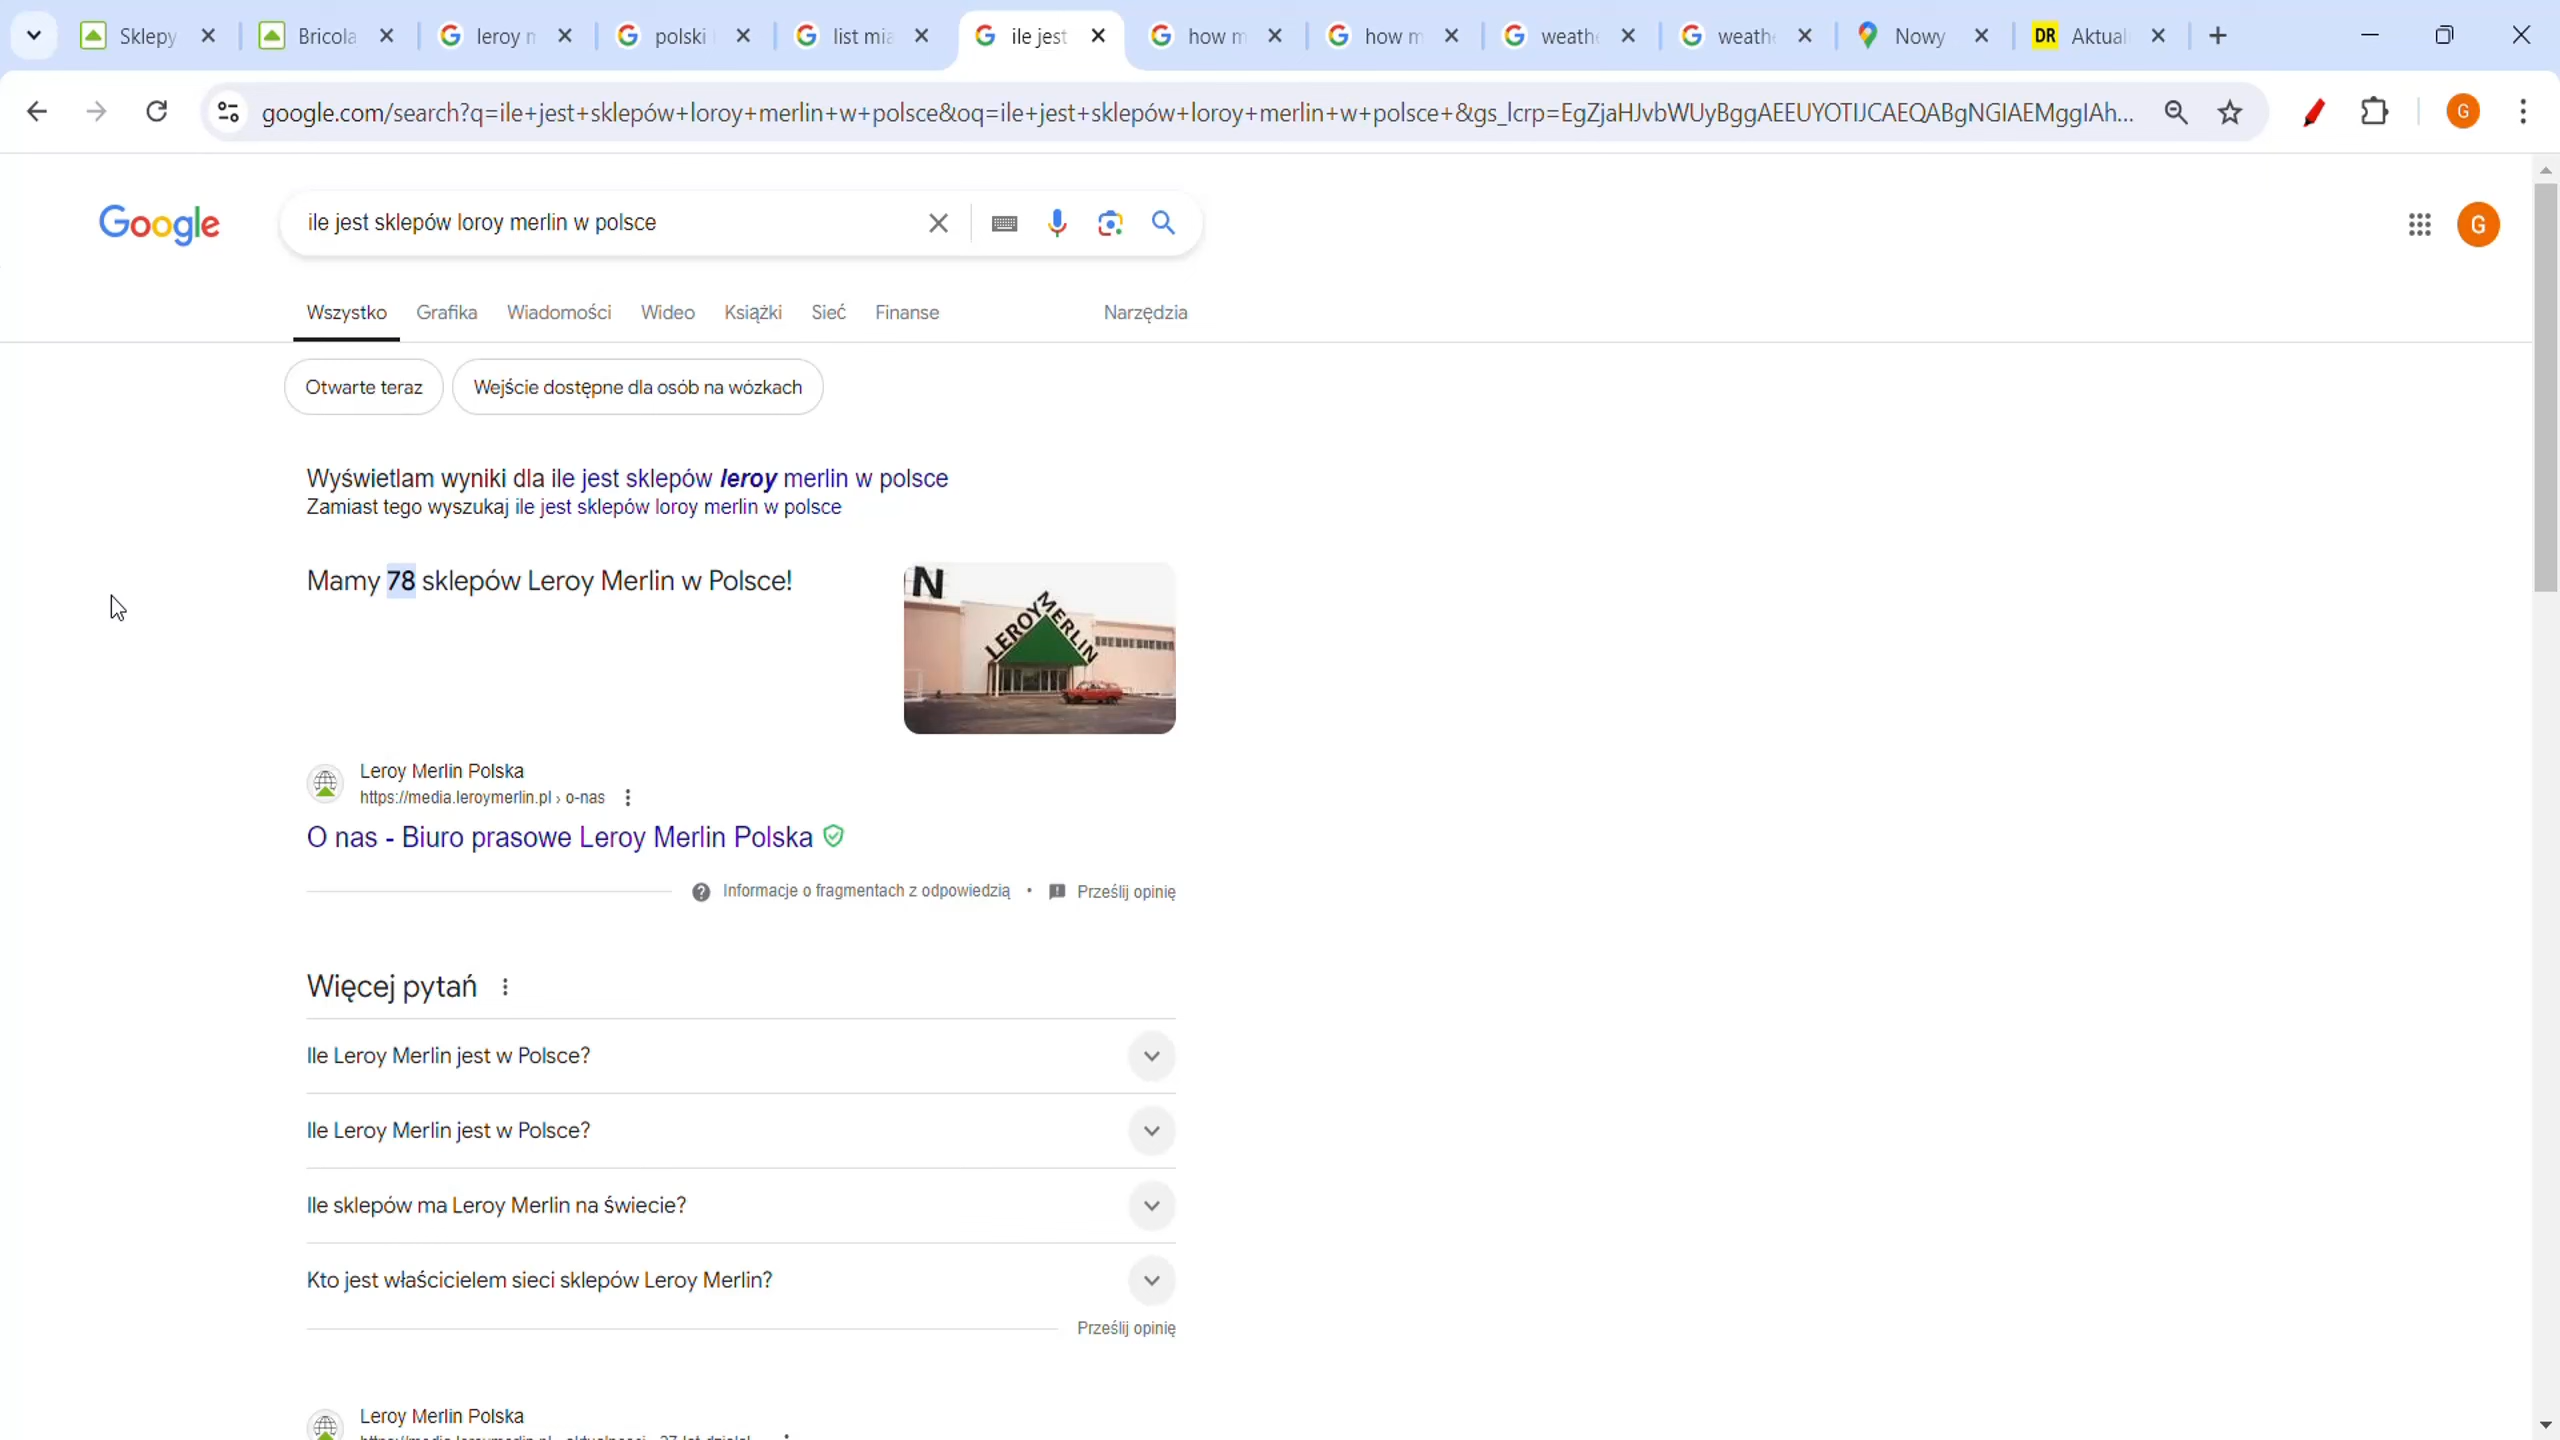 Sklepy
Bricola
leroy m
polski
list mia
ile jest
how m
how m
weathe
weathe
Nowy
DR Aktual
google.com/search?q=ile+jest+sklepów+loroy+merlin+w+polsce&oq=ile+jest+sklepów+loroy+merlin+w+polsce+&gs_lcrp=EgZjaHJvbWUyBggAEEUYOTIJCAEQABgNGIAEMggIAh...
G
Google
ile jest sklepów loroy merlin w polsce
G
Wszystko Grafika Wiadomości Wideo Książki Sieć Finanse Narzędzia
Otwarte teraz
Wejście dostępne dla osób na wózkach
Wyświetlam wyniki dla ile jest sklepów leroy merlin w polsce
Zamiast tego wyszukaj ile jest sklepów loroy merlin w polsce
Mamy 78 sklepów Leroy Merlin w Polsce!
N
LEROY MERLIN
Leroy Merlin Polska
https://media.leroymerlin.pl › o-nas
O nas - Biuro prasowe Leroy Merlin Polska
Informacje o fragmentach z odpowiedzią • Prześlij opinię
Więcej pytań
Ile Leroy Merlin jest w Polsce?
Ile Leroy Merlin jest w Polsce?
Ile sklepów ma Leroy Merlin na świecie?
Kto jest właścicielem sieci sklepów Leroy Merlin?
Prześlij opinię
Leroy Merlin Polska